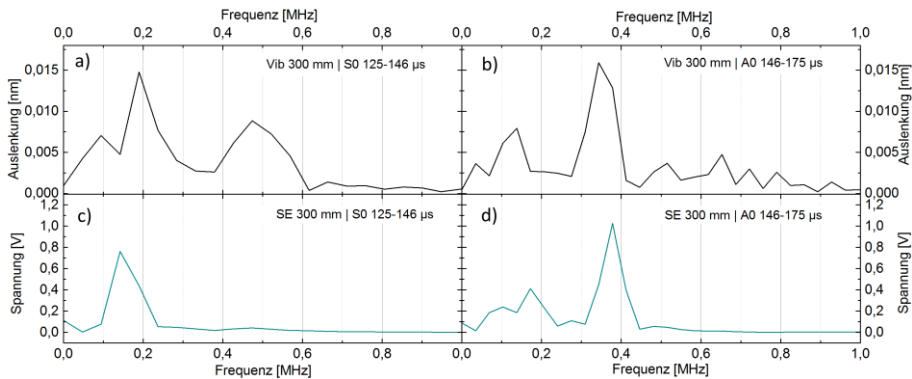 Frequenz [MHz] Frequenz [MHz]
0,0 0,2 0,4 0,6 0,8 0,0 0,2 0,4 0,6 0,8 1,0
a) Vib 300 mm | S0 125-146 µs b) Vib 300 mm | A0 146-175 µs
Auslenkung [nm] 0,015 0,010 0,005 0,000 0,015 0,010 0,005 0,000 Auslenkung [nm]
c) SE 300 mm | S0 125-146 µs d) SE 300 mm | A0 146-175 µs
Spannung [V] 1,2 1,0 0,8 0,6 0,4 0,2 0,0 1,2 1,0 0,8 0,6 0,4 0,2 0,0 Spannung [V]
0,0 0,2 0,4 0,6 0,8 0,0 0,2 0,4 0,6 0,8 1,0
Frequenz [MHz] Frequenz [MHz]